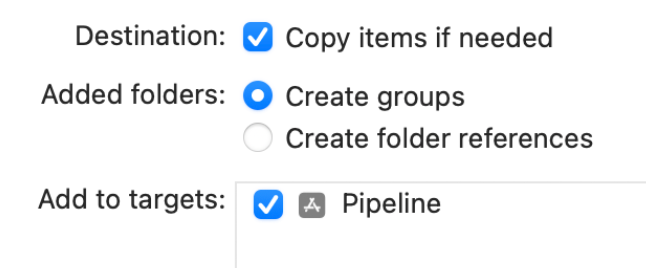 Destination: Copy items if needed
Added folders: Create groups
Create folder references
Add to targets: Pipeline